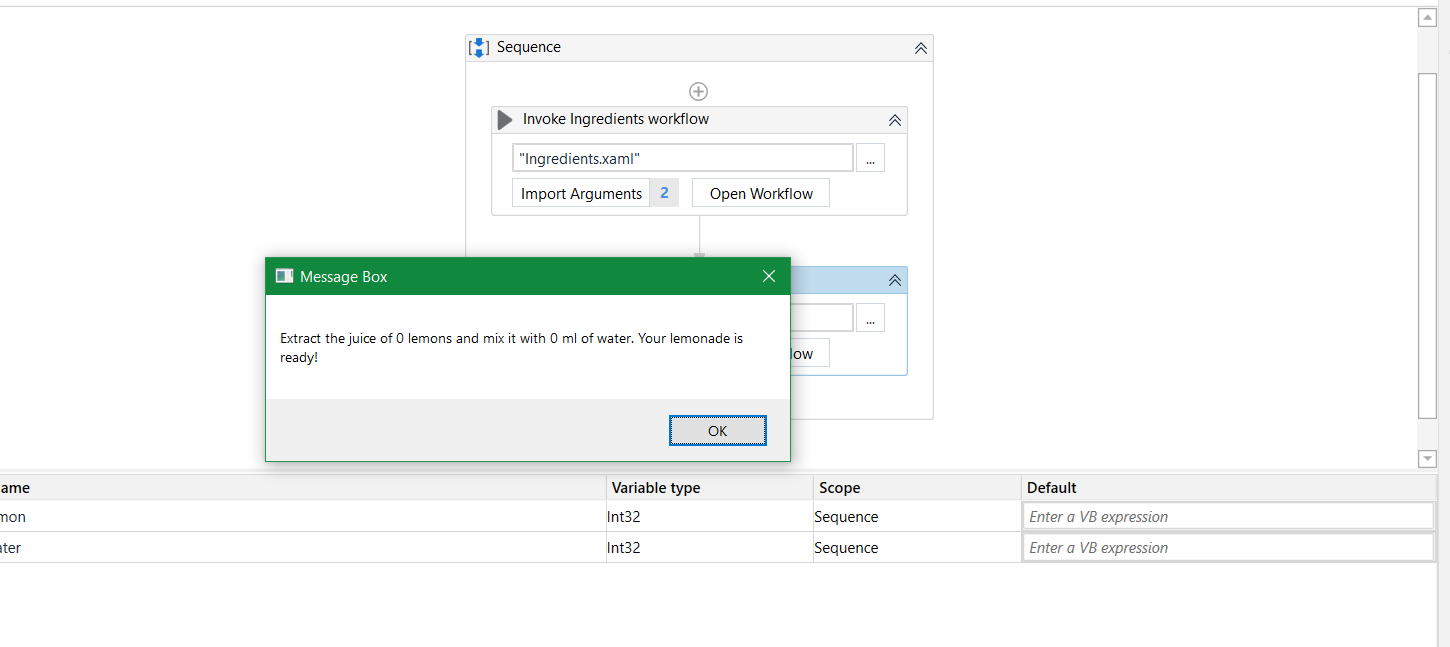 Sequence
Invoke Ingredients workflow
"Ingredients.xaml"
...
Import Arguments 2 Open Workflow
Message Box
...
Extract the juice of 0 lemons and mix it with 0 ml of water. Your lemonade is
ready!
low
OK
ame Variable type Scope Default
mon Int32 Sequence Enter a VB expression
ater Int32 Sequence Enter a VB expression